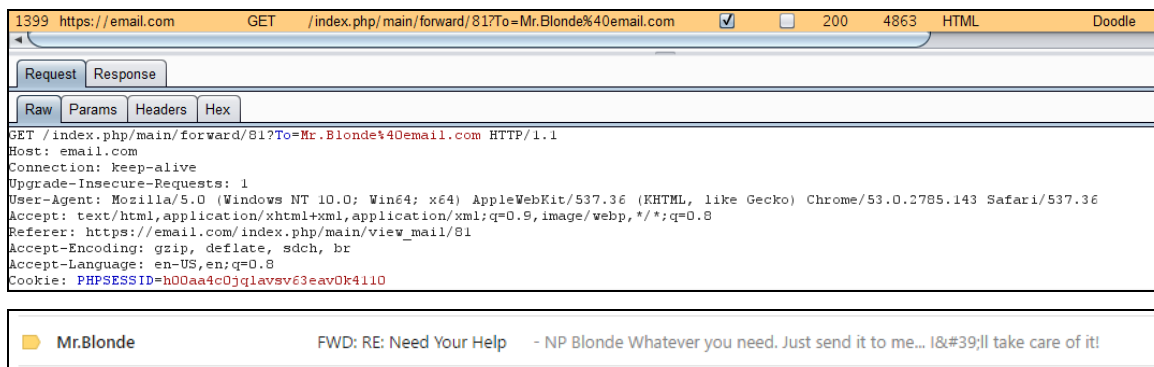 1399 https://email.com GET /index.php/main/forward/81?To=Mr.Blonde%40email.com 200 4863 HTML Doodle
Request Response
Raw Params Headers Hex
GET /index.php/main/forward/81?To=Mr.Blonde%40email.com HTTP/1.1
Host: email.com
Connection: keep-alive
Upgrade-Insecure-Requests: 1
User-Agent: Mozilla/5.0 (Windows NT 10.0; Win64; x64) AppleWebKit/537.36 (KHTML, like Gecko) Chrome/53.0.2785.143 Safari/537.36
Accept: text/html,application/xhtml+xml,application/xml;q=0.9,image/webp,*/*;q=0.8
Referer: https://email.com/index.php/main/view_mail/81
Accept-Encoding: gzip, deflate, sdch, br
Accept-Language: en-US,en;q=0.8
Cookie: PHPSESSID=h00aa4c0jqlavsv63eav0k4110
Mr.Blonde FWD: RE: Need Your Help - NP Blonde Whatever you need. Just send it to me... I&#39;ll take care of it!